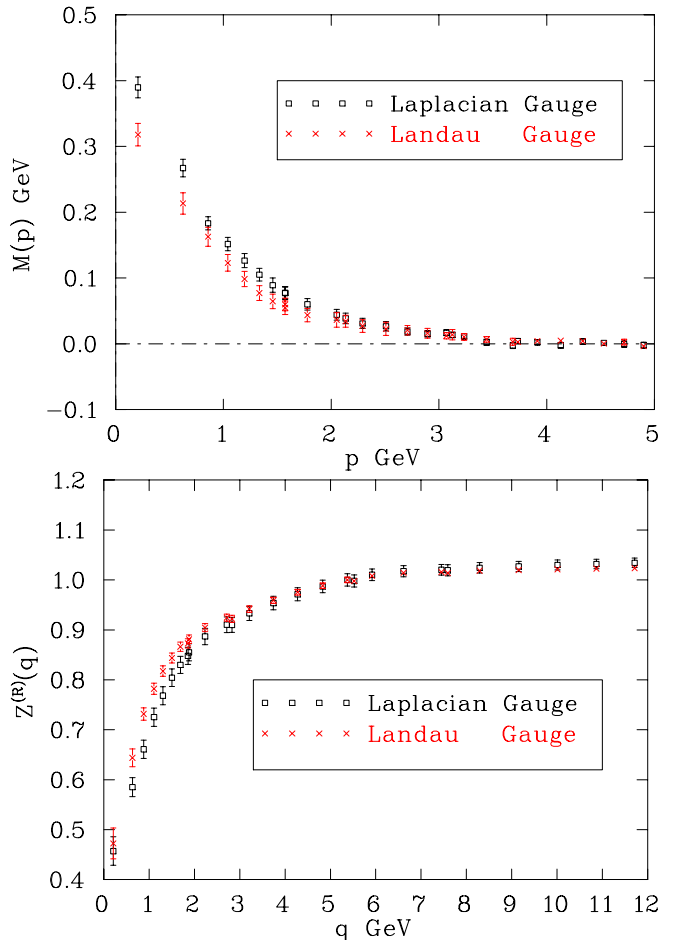 0.5
0.4
0.3
0.2
0.1
0.0
−0.1
M(p) GeV
Laplacian Gauge
Landau Gauge
0 1 2 3 4 5
p GeV
1.2
1.1
1.0
0.9
0.8
0.7
0.6
0.5
0.4
Z(R)(q)
Laplacian Gauge
Landau Gauge
0 1 2 3 4 5 6 7 8 9 10 11 12
q GeV